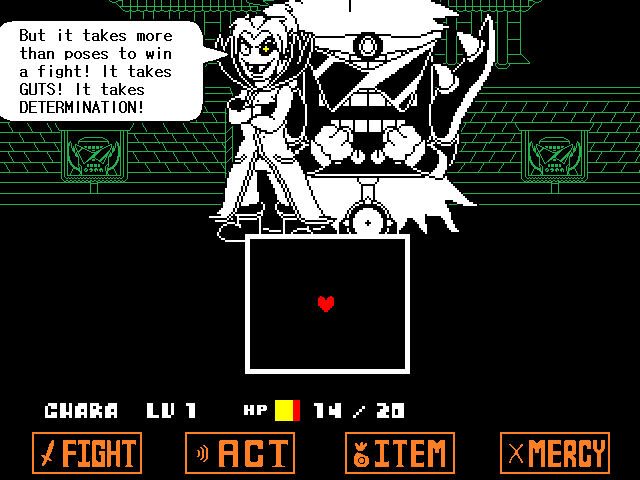 But it takes more
than poses to win
a fight! It takes
GUTS! It takes
DETERMINATION!
CHARA LV 1 HP 14 / 20
FIGHT ACT ITEM MERCY